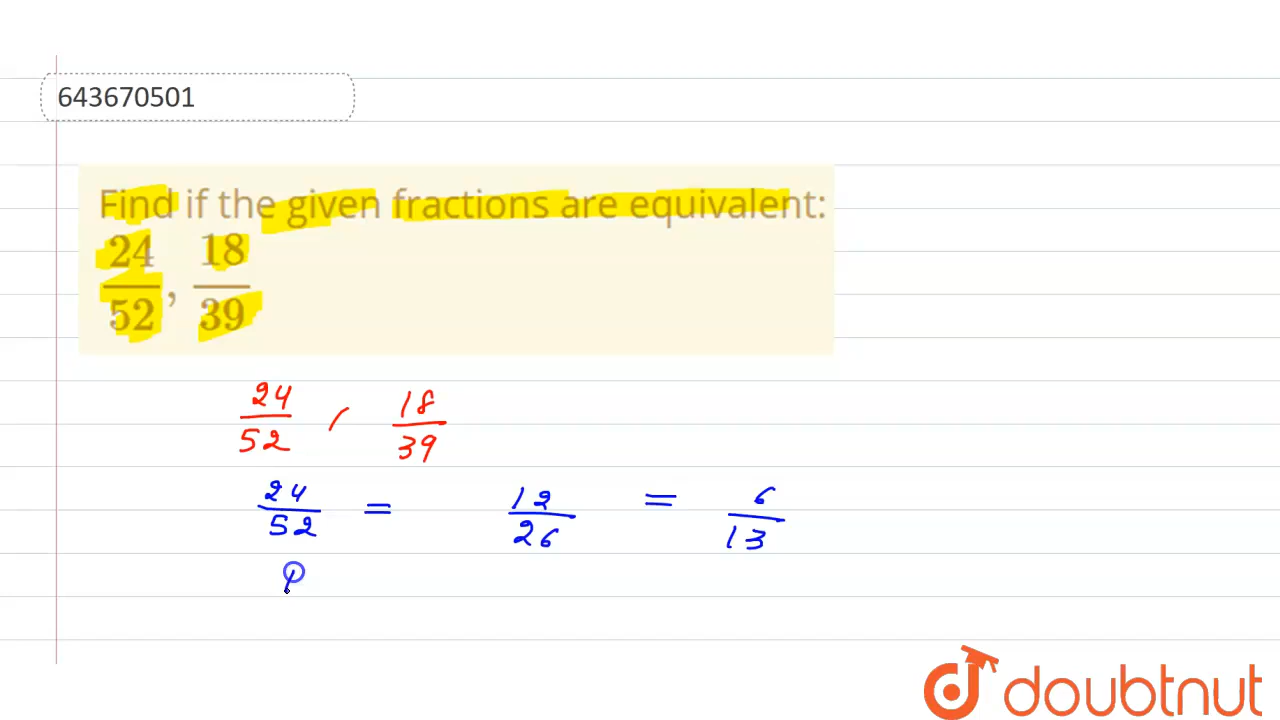 643670501
Find if the given fractions are equivalent:
24/52, 18/39
24/52 , 18/39
24/52 = 12/26 = 6/13
1
doubtnut